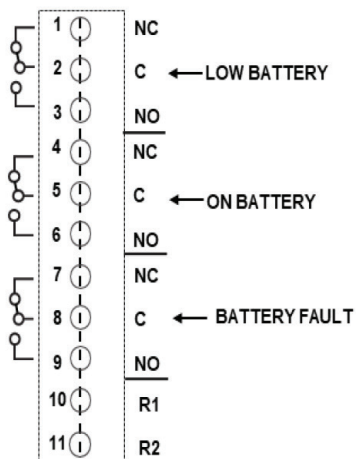 1 NC
2 C LOW BATTERY
3 NO
4 NC
5 C ON BATTERY
6 NO
7 NC
8 C BATTERY FAULT
9 NO
10 R1
11 R2